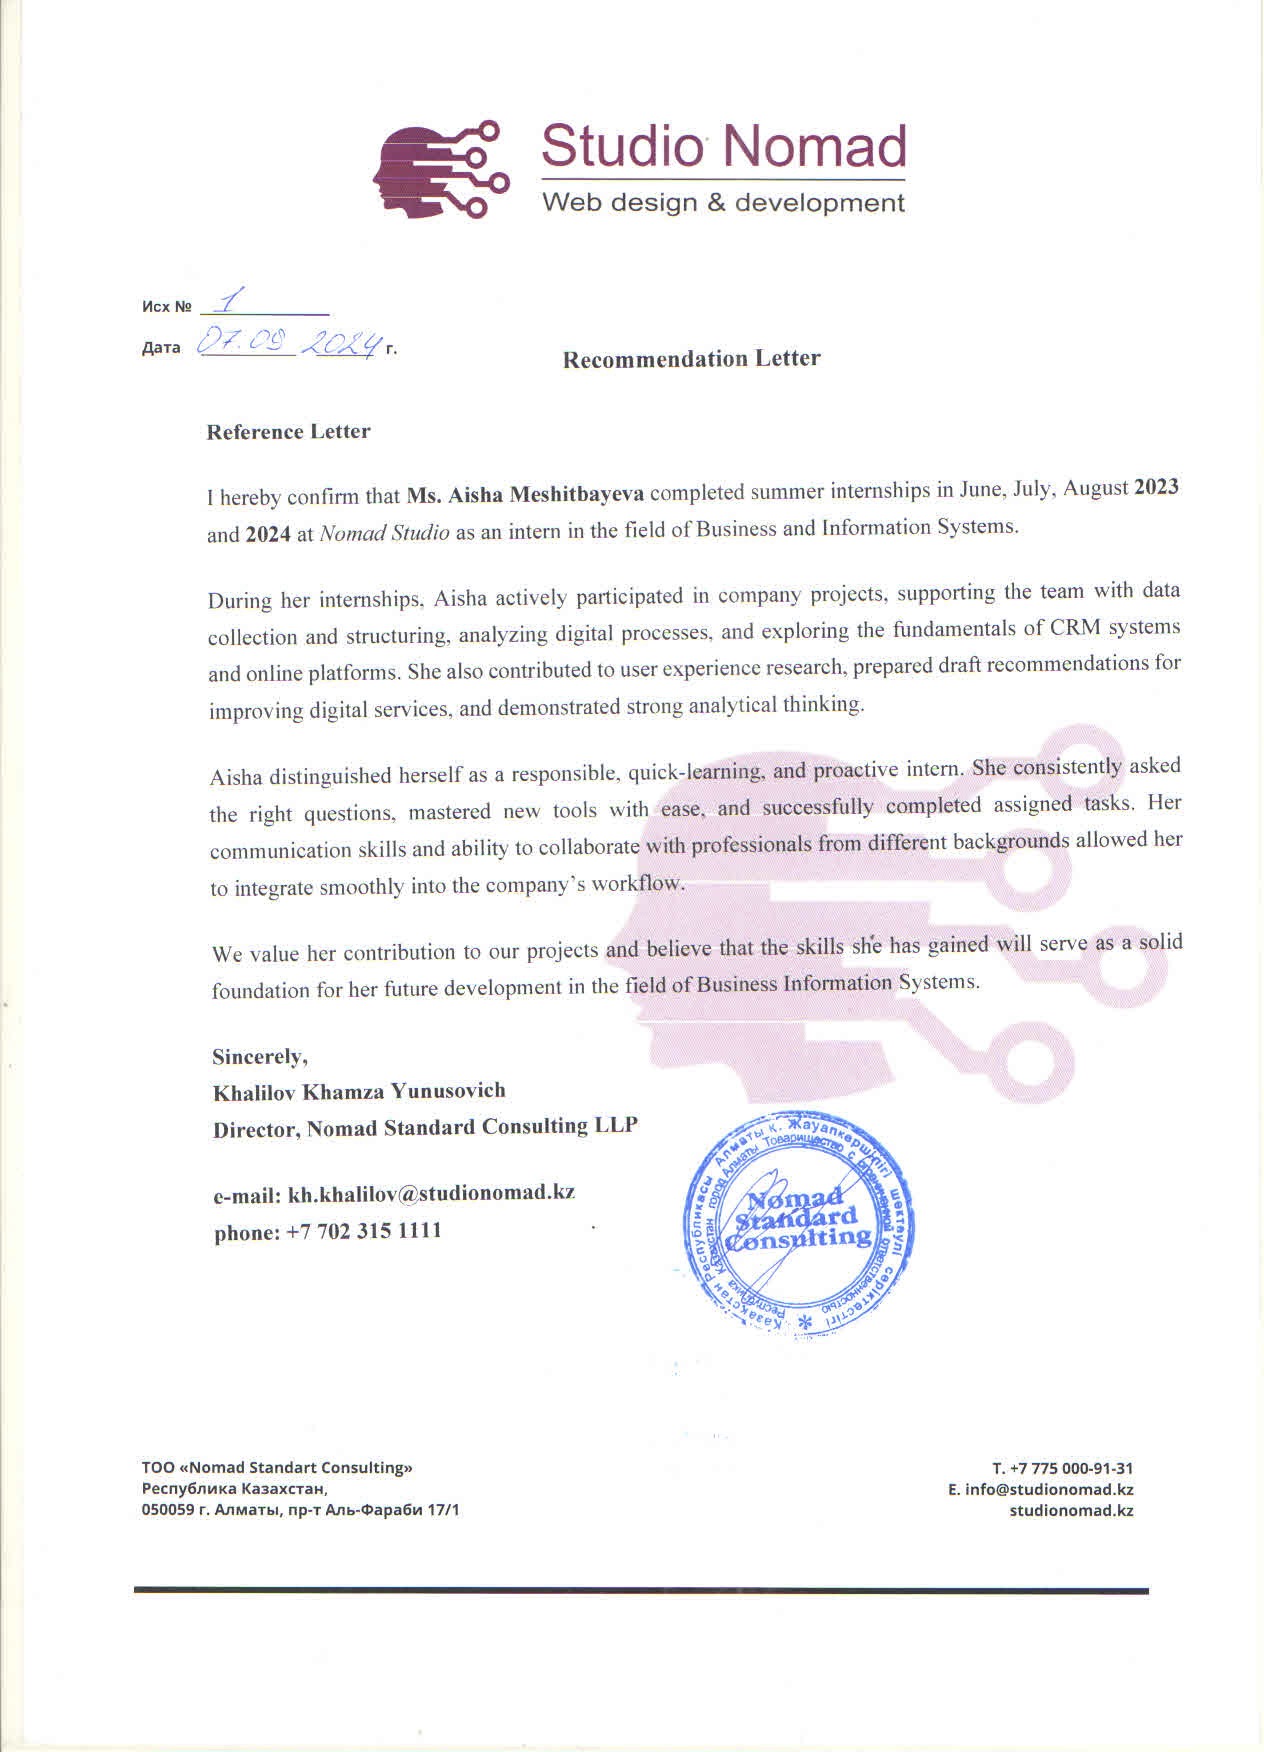 Studio Nomad
Web design & development
Исх № 1
Дата 07.09 2024 г.
Recommendation Letter
Reference Letter
I hereby confirm that Ms. Aisha Meshitbayeva completed summer internships in June, July, August 2023
and 2024 at Nomad Studio as an intern in the field of Business and Information Systems.
During her internships, Aisha actively participated in company projects, supporting the team with data
collection and structuring, analyzing digital processes, and exploring the fundamentals of CRM systems
and online platforms. She also contributed to user experience research, prepared draft recommendations for
improving digital services, and demonstrated strong analytical thinking.
Aisha distinguished herself as a responsible, quick-learning, and proactive intern. She consistently asked
the right questions, mastered new tools with ease, and successfully completed assigned tasks. Her
communication skills and ability to collaborate with professionals from different backgrounds allowed her
to integrate smoothly into the company’s workflow.
We value her contribution to our projects and believe that the skills she has gained will serve as a solid
foundation for her future development in the field of Business Information Systems.
Sincerely,
Khalilov Khamza Yunusovich
Director, Nomad Standard Consulting LLP
e-mail: kh.khalilov@studionomad.kz
phone: +7 702 315 1111
Қазақстан Республикасы Алматы қ. Жауапкершілігі шектеулі серіктестігі
Республика Казахстан город Алматы Товарищество с ограниченной ответственностью
Nomad
Standard
Consulting
ТОО «Nomad Standart Consulting»
Республика Казахстан,
050059 г. Алматы, пр-т Аль-Фараби 17/1
T. +7 775 000-91-31
E. info@studionomad.kz
studionomad.kz